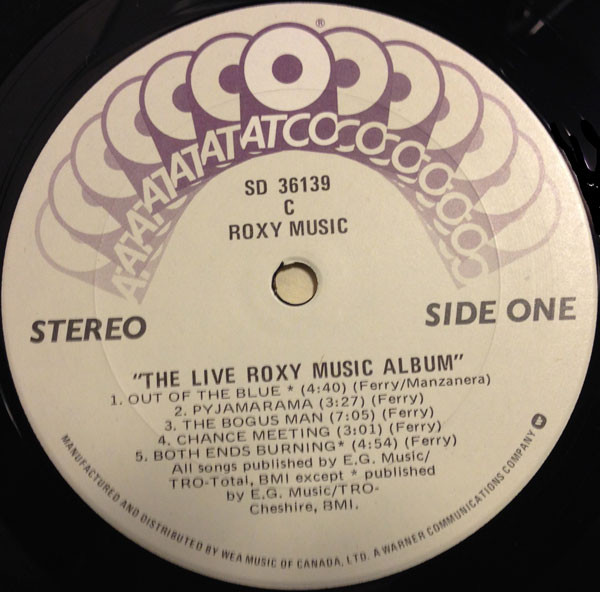 ATCO
®
SD 36139
C
ROXY MUSIC
STEREO
SIDE ONE
"THE LIVE ROXY MUSIC ALBUM"
1. OUT OF THE BLUE * (4:40) (Ferry/Manzanera)
2. PYJAMARAMA (3:27) (Ferry)
3. THE BOGUS MAN (7:05) (Ferry)
4. CHANCE MEETING (3:01) (Ferry)
5. BOTH ENDS BURNING* (4:54) (Ferry)
All songs published by E.G. Music/
TRO-Total, BMI except * published
by E.G. Music/TRO-
Cheshire, BMI.
MANUFACTURED AND DISTRIBUTED BY WEA MUSIC OF CANADA, LTD. A WARNER COMMUNICATIONS COMPANY